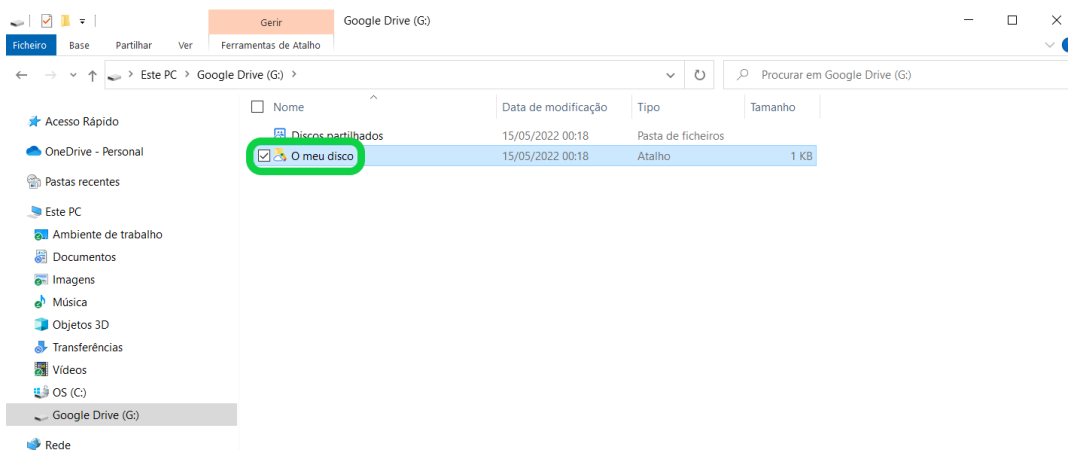 Gerir Google Drive (G:)
Ficheiro Base Partilhar Ver Ferramentas de Atalho
Este PC Google Drive (G:) Procurar em Google Drive (G:)
Nome Data de modificação Tipo Tamanho
Discos partilhados 15/05/2022 00:18 Pasta de ficheiros
O meu disco 15/05/2022 00:18 Atalho 1 KB
Acesso Rápido
OneDrive - Personal
Pastas recentes
Este PC
Ambiente de trabalho
Documentos
Imagens
Música
Objetos 3D
Transferências
Vídeos
OS (C:)
Google Drive (G:)
Rede